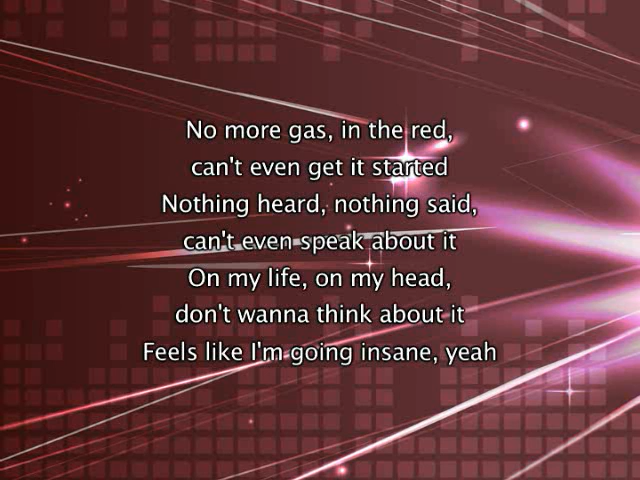 No more gas, in the red,
can't even get it started
Nothing heard, nothing said,
can't even speak about it
On my life, on my head,
don't wanna think about it
Feels like I'm going insane, yeah